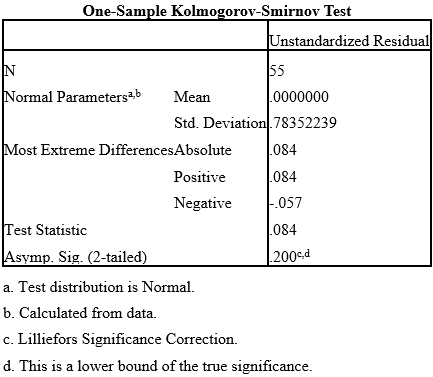 One-Sample Kolmogorov-Smirnov Test
Unstandardized Residual
N 55
Normal Parametersa,b Mean .0000000
Std. Deviation .78352239
Most Extreme Differences Absolute .084
Positive .084
Negative -.057
Test Statistic .084
Asymp. Sig. (2-tailed) .200c,d
a. Test distribution is Normal.
b. Calculated from data.
c. Lilliefors Significance Correction.
d. This is a lower bound of the true significance.